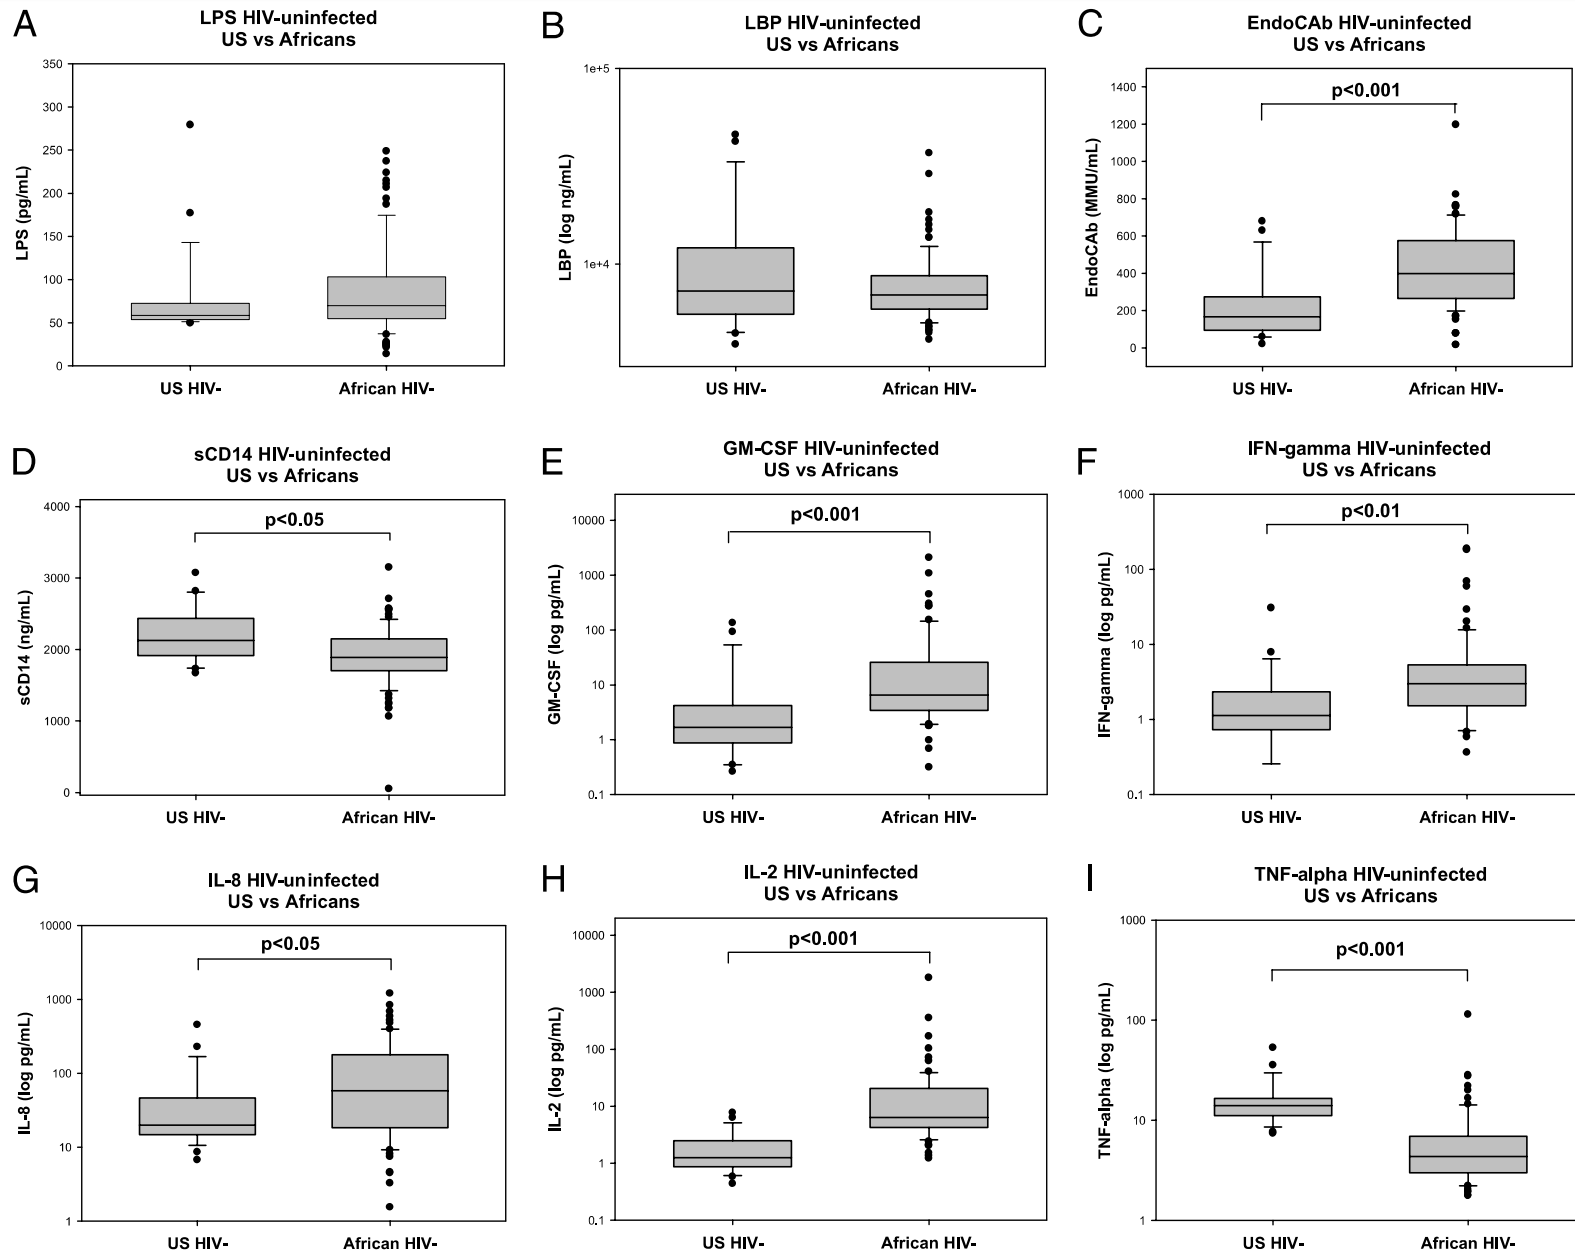 A
LPS HIV-uninfected
US vs Africans
LPS (pg/mL)
350
300
250
200
150
100
50
0
US HIV-
African HIV-
B
LBP HIV-uninfected
US vs Africans
LBP (log ng/mL)
1e+5
1e+4
US HIV-
African HIV-
C
EndoCAb HIV-uninfected
US vs Africans
EndoCAb (MMU/mL)
p<0.001
1400
1200
1000
800
600
400
200
0
US HIV-
African HIV-
D
sCD14 HIV-uninfected
US vs Africans
sCD14 (ng/mL)
p<0.05
4000
3000
2000
1000
0
US HIV-
African HIV-
E
GM-CSF HIV-uninfected
US vs Africans
GM-CSF (log pg/mL)
p<0.001
10000
1000
100
10
1
0.1
US HIV-
African HIV-
F
IFN-gamma HIV-uninfected
US vs Africans
IFN-gamma (log pg/mL)
p<0.01
1000
100
10
1
0.1
US HIV-
African HIV-
G
IL-8 HIV-uninfected
US vs Africans
IL-8 (log pg/mL)
p<0.05
10000
1000
100
10
1
US HIV-
African HIV-
H
IL-2 HIV-uninfected
US vs Africans
IL-2 (log pg/mL)
p<0.001
10000
1000
100
10
1
0.1
US HIV-
African HIV-
I
TNF-alpha HIV-uninfected
US vs Africans
TNF-alpha (log pg/mL)
p<0.001
1000
100
10
1
US HIV-
African HIV-